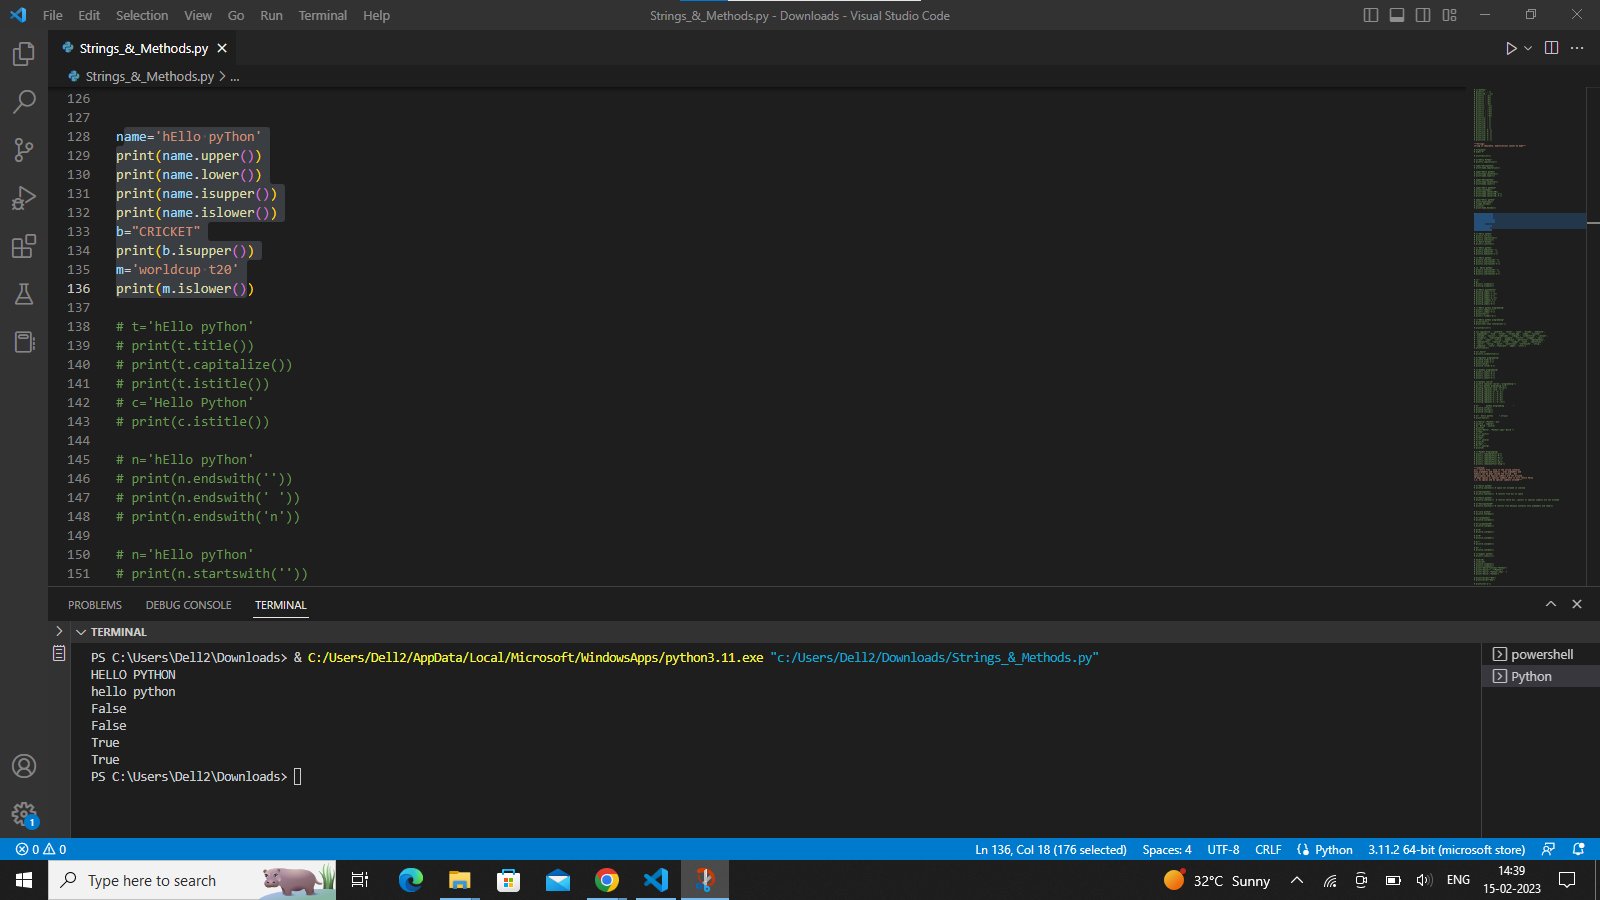 File Edit Selection View Go Run Terminal Help
Strings_&_Methods.py - Downloads - Visual Studio Code
Strings_&_Methods.py
Strings_&_Methods.py > ...
126
127
128 name='hEllo pyThon'
129 print(name.upper())
130 print(name.lower())
131 print(name.isupper())
132 print(name.islower())
133 b="CRICKET"
134 print(b.isupper())
135 m='worldcup t20'
136 print(m.islower())
137
138 # t='hEllo pyThon'
139 # print(t.title())
140 # print(t.capitalize())
141 # print(t.istitle())
142 # c='Hello Python'
143 # print(c.istitle())
144
145 # n='hEllo pyThon'
146 # print(n.endswith(''))
147 # print(n.endswith(' '))
148 # print(n.endswith('n'))
149
150 # n='hEllo pyThon'
151 # print(n.startswith(''))
PROBLEMS DEBUG CONSOLE TERMINAL
TERMINAL
PS C:\Users\Dell2\Downloads> & C:/Users/Dell2/AppData/Local/Microsoft/WindowsApps/python3.11.exe "c:/Users/Dell2/Downloads/Strings_&_Methods.py"
HELLO PYTHON
hello python
False
False
True
True
PS C:\Users\Dell2\Downloads>
powershell
Python
1
0 0
Ln 136, Col 18 (176 selected) Spaces: 4 UTF-8 CRLF Python 3.11.2 64-bit (microsoft store)
Type here to search
32°C Sunny
ENG
14:39
15-02-2023